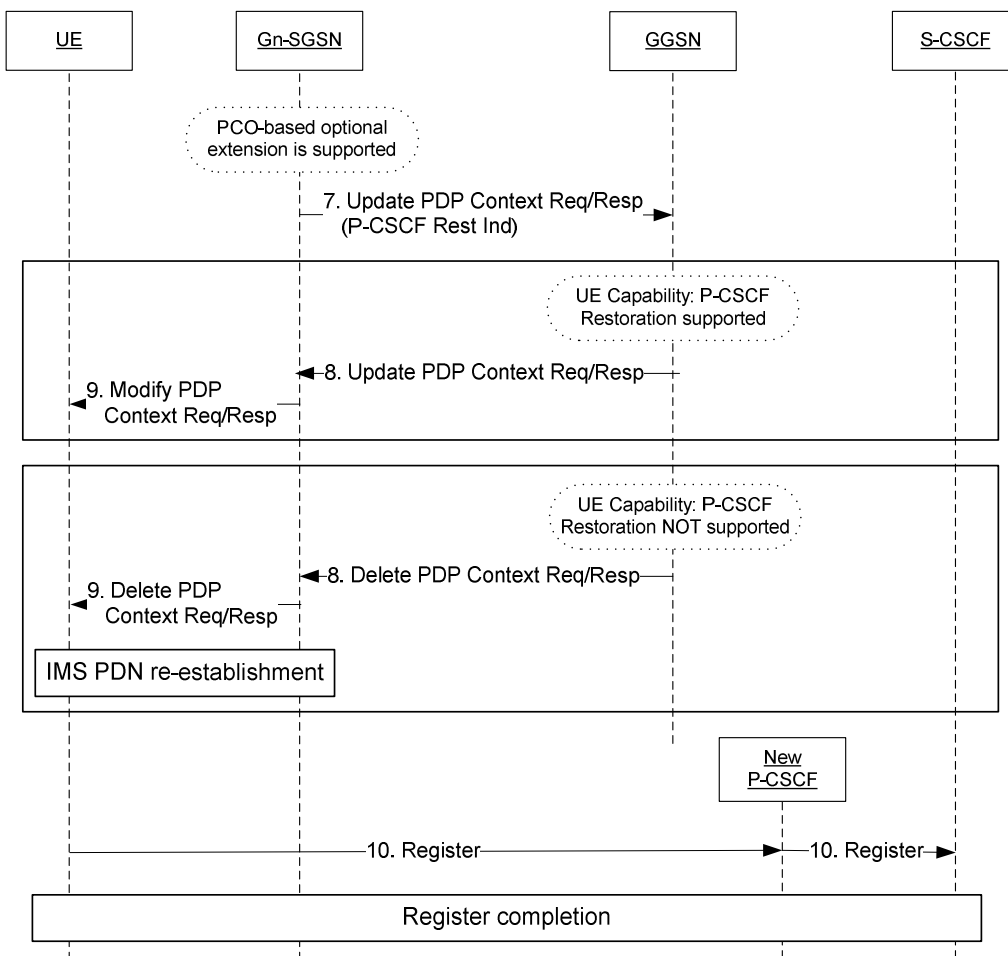 UE
Gn-SGSN
GGSN
S-CSCF
PCO-based optional
extension is supported
7. Update PDP Context Req/Resp
(P-CSCF Rest Ind)
UE Capability: P-CSCF
Restoration supported
8. Update PDP Context Req/Resp
9. Modify PDP
Context Req/Resp
UE Capability: P-CSCF
Restoration NOT supported
8. Delete PDP Context Req/Resp
9. Delete PDP
Context Req/Resp
IMS PDN re-establishment
New
P-CSCF
10. Register
10. Register
Register completion